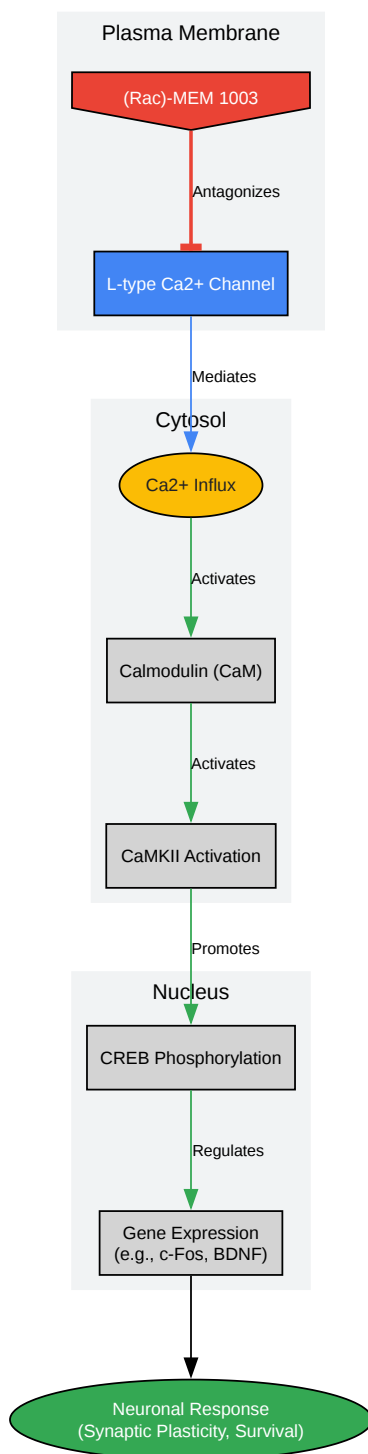 Plasma Membrane
(Rac)-MEM 1003
Antagonizes
L-type Ca2+ Channel
Mediates
Cytosol
Ca2+ Influx
Activates
Calmodulin (CaM)
Activates
CaMKII Activation
Promotes
Nucleus
CREB Phosphorylation
Regulates
Gene Expression
(e.g., c-Fos, BDNF)
Neuronal Response
(Synaptic Plasticity, Survival)